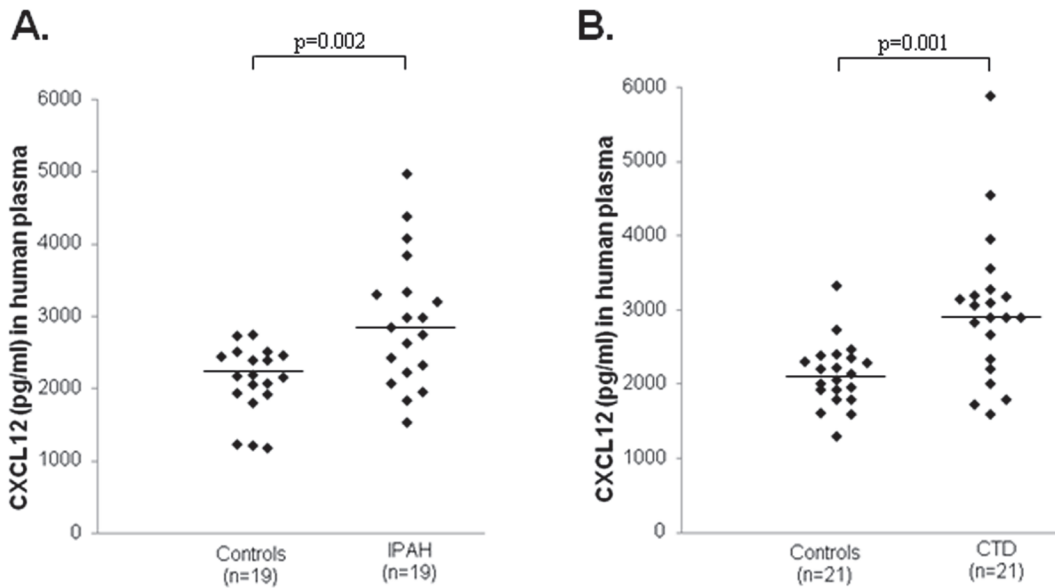 A.
p=0.002
CXCL12 (pg/ml) in human plasma
6000
5000
4000
3000
2000
1000
0
Controls
(n=19)
IPAH
(n=19)
B.
p=0.001
CXCL12 (pg/ml) in human plasma
6000
5000
4000
3000
2000
1000
0
Controls
(n=21)
CTD
(n=21)